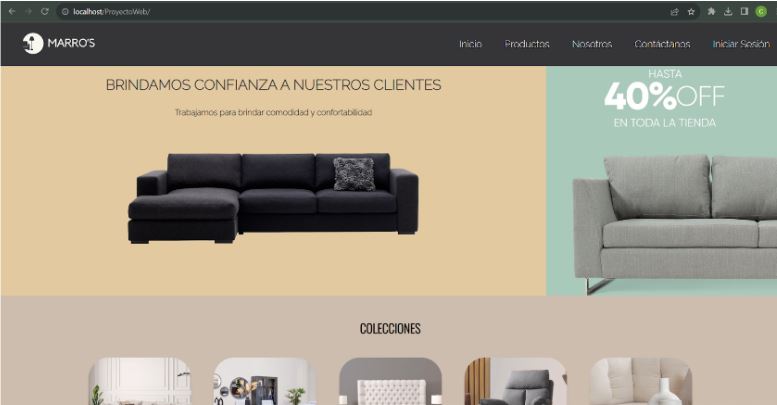 localhost/ProyectoWeb/
C
MARRO'S
Inicio Productos Nosotros Contáctanos Iniciar Sesión
BRINDAMOS CONFIANZA A NUESTROS CLIENTES
Trabajamos para brindar comodidad y confortabilidad
HASTA
40%OFF
EN TODA LA TIENDA
COLECCIONES